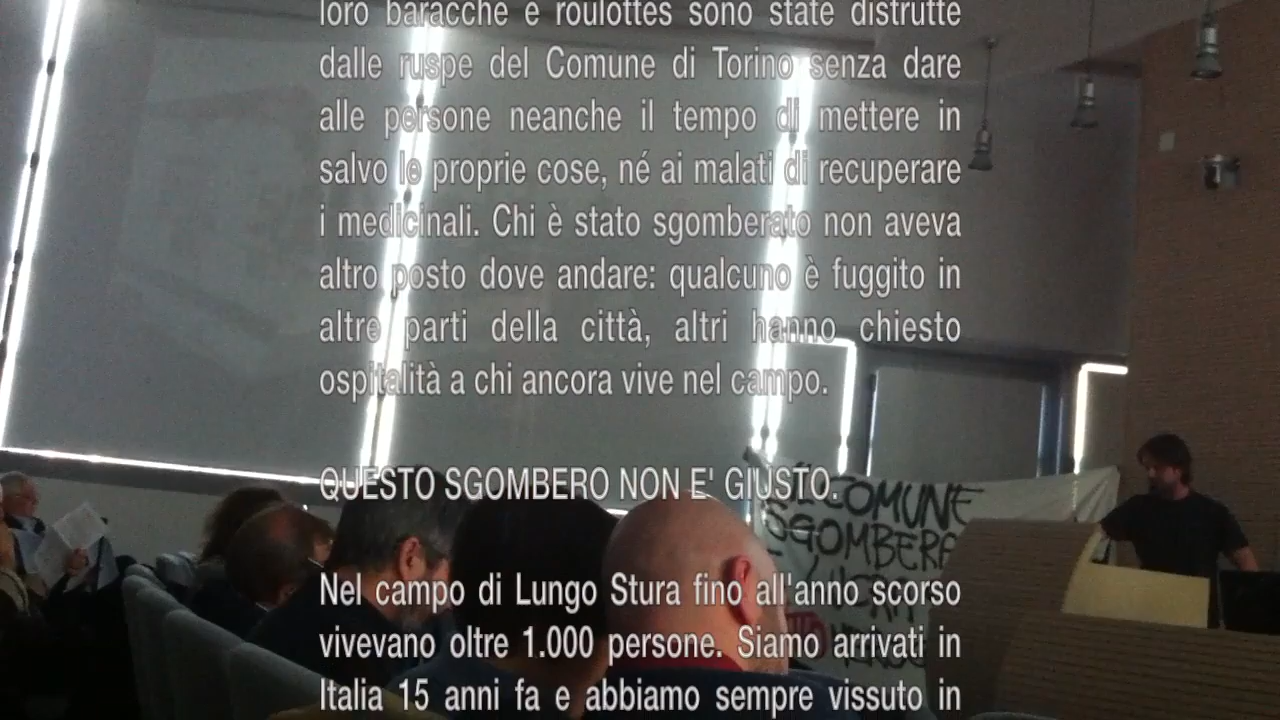 loro baracche e roulottes sono state distrutte
dalle ruspe del Comune di Torino senza dare
alle persone neanche il tempo di mettere in
salvo le proprie cose, né ai malati di recuperare
i medicinali. Chi è stato sgomberato non aveva
altro posto dove andare: qualcuno è fuggito in
altre parti della città, altri hanno chiesto
ospitalità a chi ancora vive nel campo.
QUESTO SGOMBERO NON E' GIUSTO.
Nel campo di Lungo Stura fino all'anno scorso
vivevano oltre 1.000 persone. Siamo arrivati in
Italia 15 anni fa e abbiamo sempre vissuto in
IL COMUNE
SGOMBERA